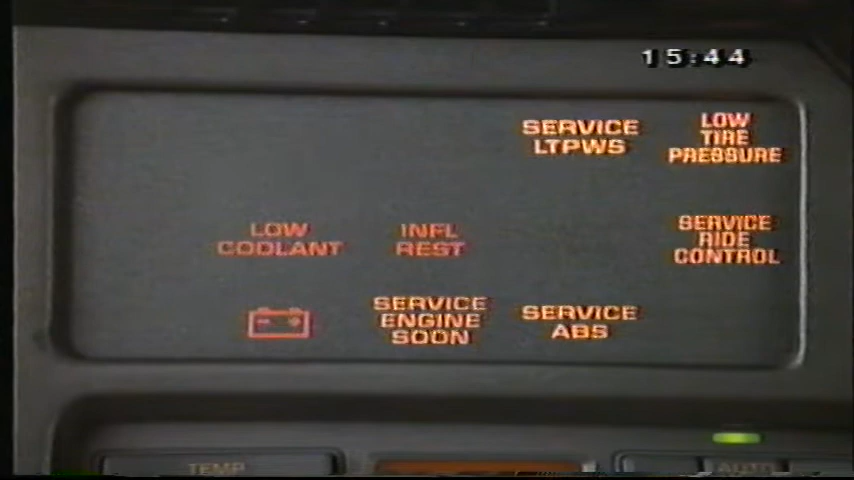 15:44
SERVICE
LTPWS
LOW
TIRE
PRESSURE
LOW
COOLANT
INFL
REST
SERVICE
RIDE
CONTROL
SERVICE
ENGINE
SOON
SERVICE
ABS
TEMP
AUTO